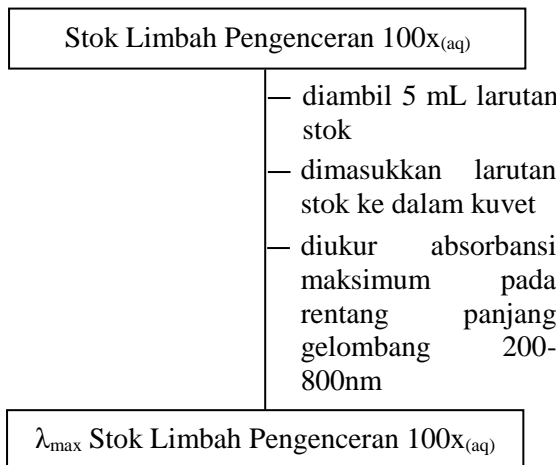 Stok Limbah Pengenceran 100x(aq)
— diambil 5 mL larutan
stok
— dimasukkan larutan
stok ke dalam kuvet
— diukur absorbansi
maksimum pada
rentang panjang
gelombang 200-
800nm
λmax Stok Limbah Pengenceran 100x(aq)